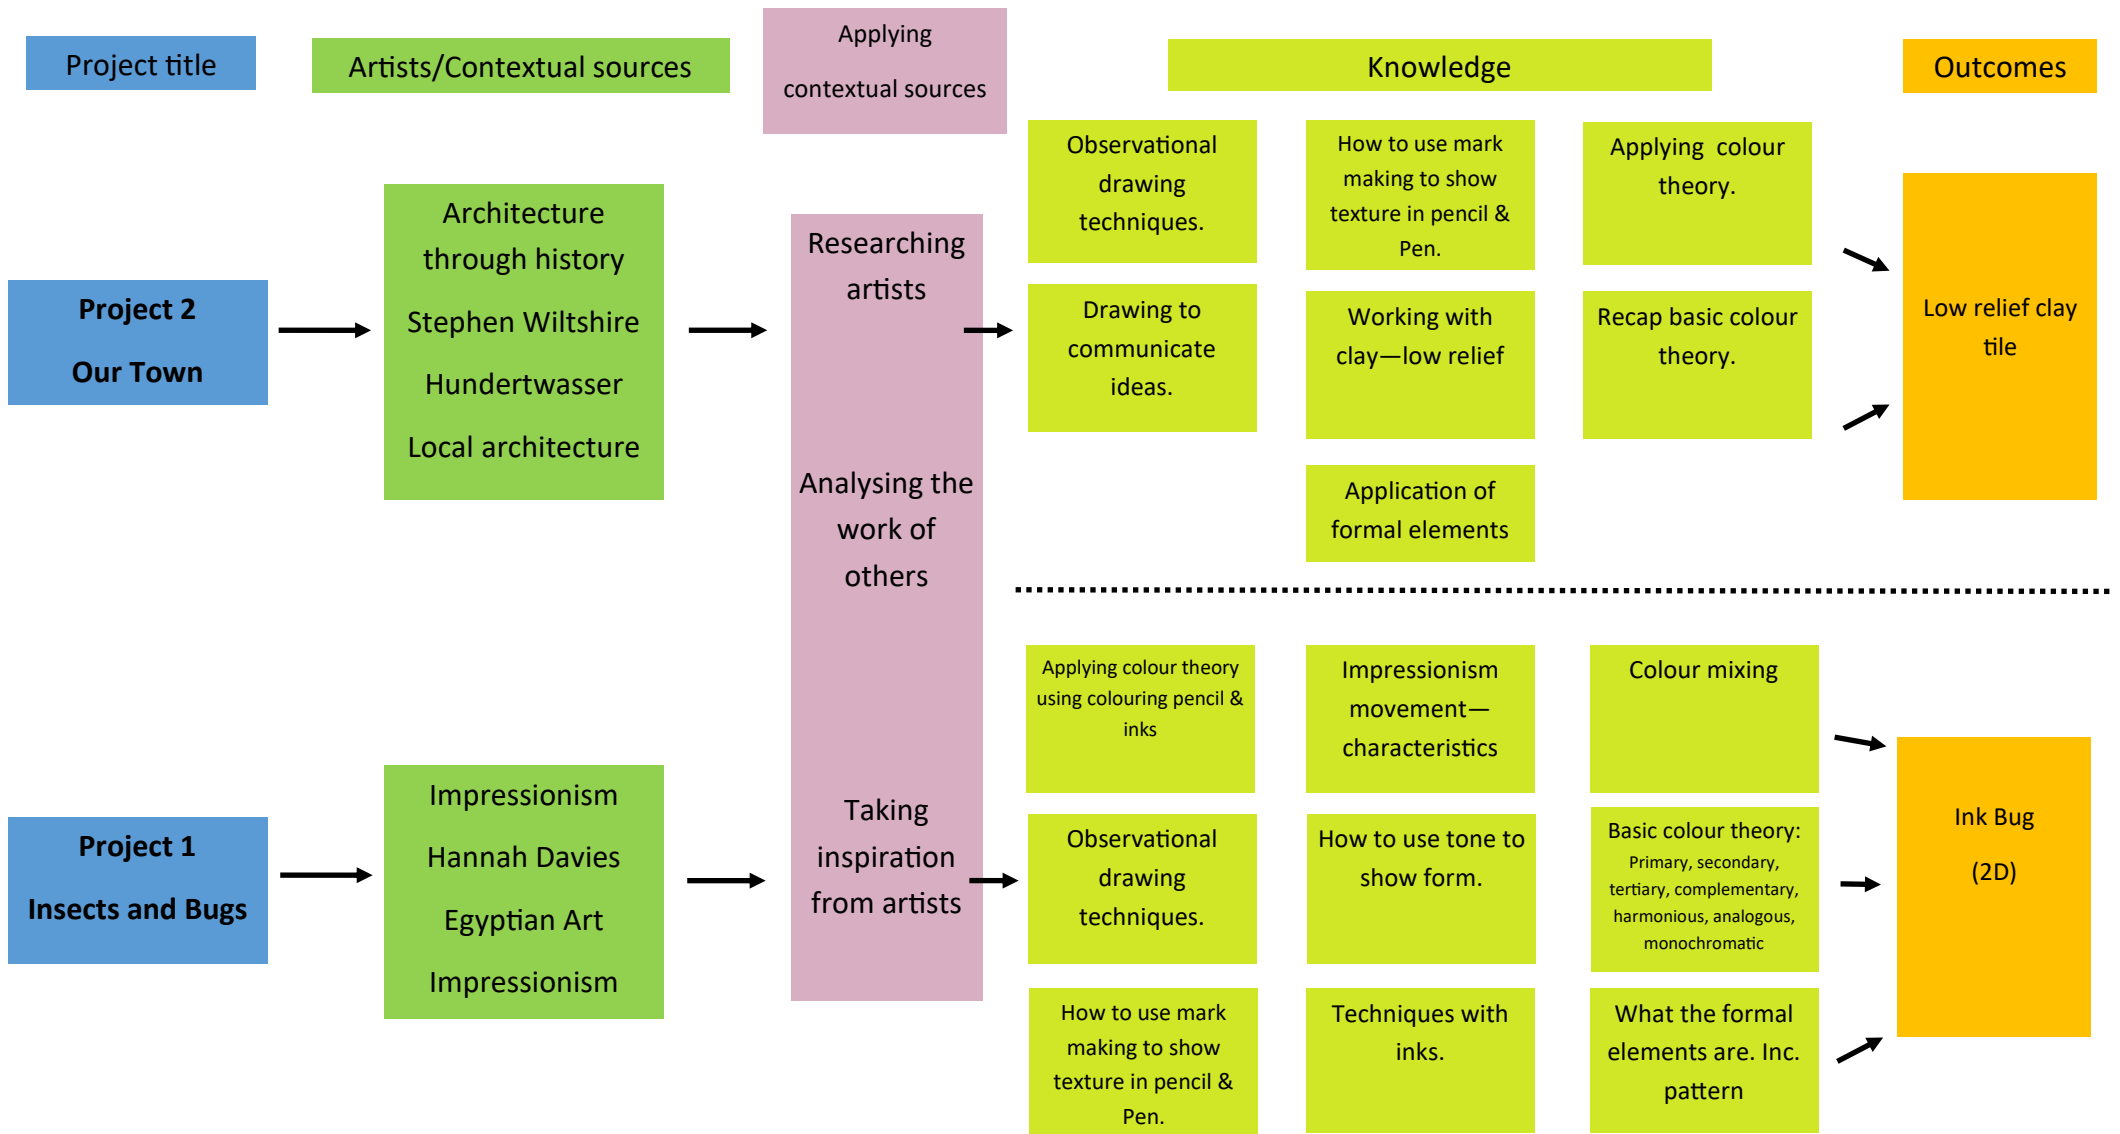 Project title
Artists/Contextual sources
Applying
contextual sources
Knowledge
Outcomes
Project 2
Our Town
Architecture
through history
Stephen Wiltshire
Hundertwasser
Local architecture
Researching
artists
Analysing the
work of
others
Taking
inspiration
from artists
Observational
drawing
techniques.
How to use mark
making to show
texture in pencil &
Pen.
Applying  colour
theory.
Drawing to
communicate
ideas.
Working with
clay—low relief
Recap basic colour
theory.
Application of
formal elements
Low relief clay
tile
Project 1
Insects and Bugs
Impressionism
Hannah Davies
Egyptian Art
Impressionism
Applying colour theory
using colouring pencil &
inks
Impressionism
movement—
characteristics
Colour mixing
Observational
drawing
techniques.
How to use tone to
show form.
Basic colour theory:
Primary, secondary,
tertiary, complementary,
harmonious, analogous,
monochromatic
How to use mark
making to show
texture in pencil &
Pen.
Techniques with
inks.
What the formal
elements are. Inc.
pattern
Ink Bug
(2D)